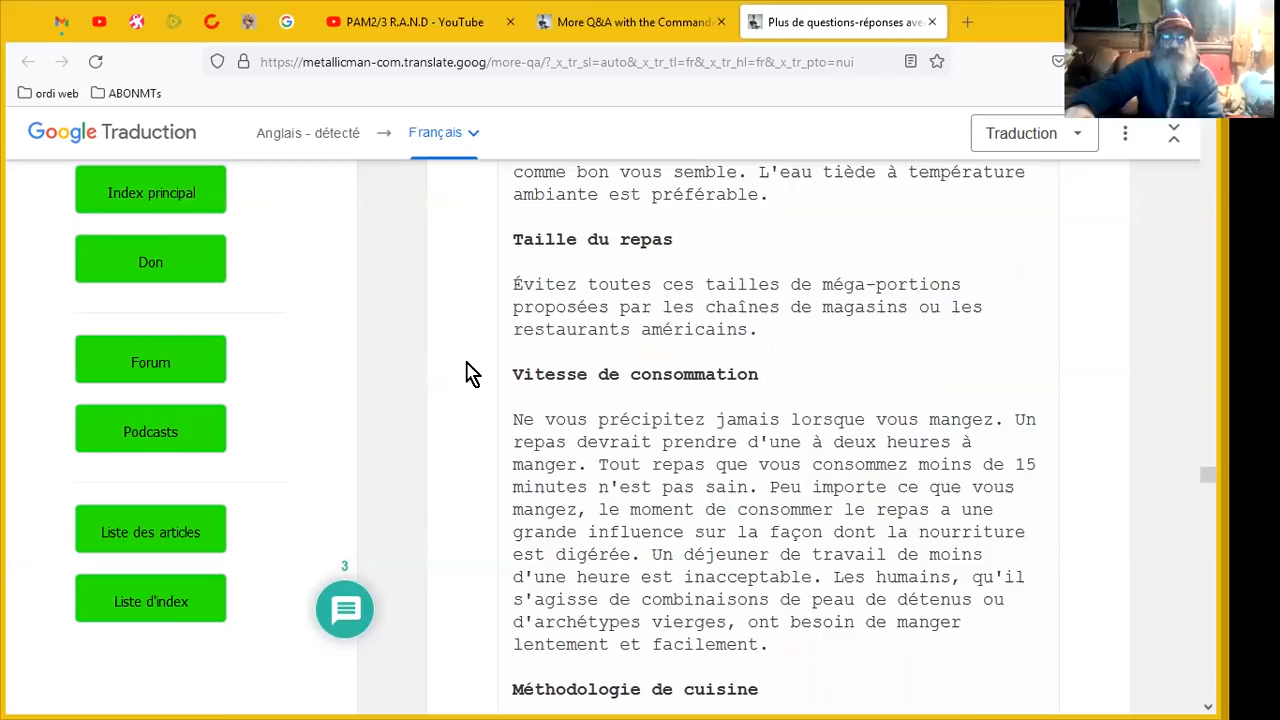 PAM2/3 R.A.N.D - YouTube
More Q&A with the Command
Plus de questions-réponses ave
https://metallicman-com.translate.goog/more-qa/?_x_tr_sl=auto&_x_tr_tl=fr&_x_tr_hl=fr&_x_tr_pto=nui
ordi web
ABONMTs
Google Traduction
Anglais - détecté
Français
Traduction
Index principal
Don
Forum
Podcasts
Liste des articles
Liste d'index
3
comme bon vous semble. L'eau tiède à température
ambiante est préférable.
Taille du repas
Évitez toutes ces tailles de méga-portions
proposées par les chaînes de magasins ou les
restaurants américains.
Vitesse de consommation
Ne vous précipitez jamais lorsque vous mangez. Un
repas devrait prendre d'une à deux heures à
manger. Tout repas que vous consommez moins de 15
minutes n'est pas sain. Peu importe ce que vous
mangez, le moment de consommer le repas a une
grande influence sur la façon dont la nourriture
est digérée. Un déjeuner de travail de moins
d'une heure est inacceptable. Les humains, qu'il
s'agisse de combinaisons de peau de détenus ou
d'archétypes vierges, ont besoin de manger
lentement et facilement.
Méthodologie de cuisine